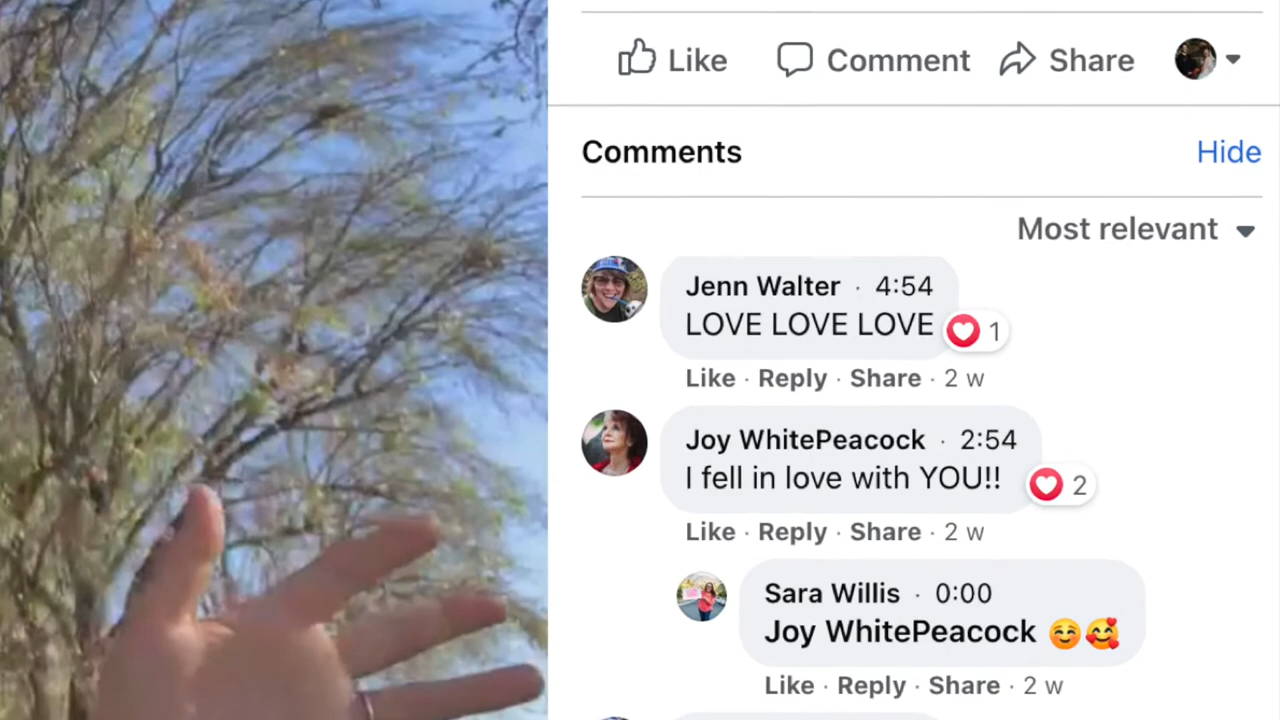 Like Comment Share
Comments Hide
Most relevant
Jenn Walter · 4:54
LOVE LOVE LOVE 1
Like · Reply · Share · 2 w
Joy WhitePeacock · 2:54
I fell in love with YOU!! 2
Like · Reply · Share · 2 w
Sara Willis · 0:00
Joy WhitePeacock ☺️🥰
Like · Reply · Share · 2 w